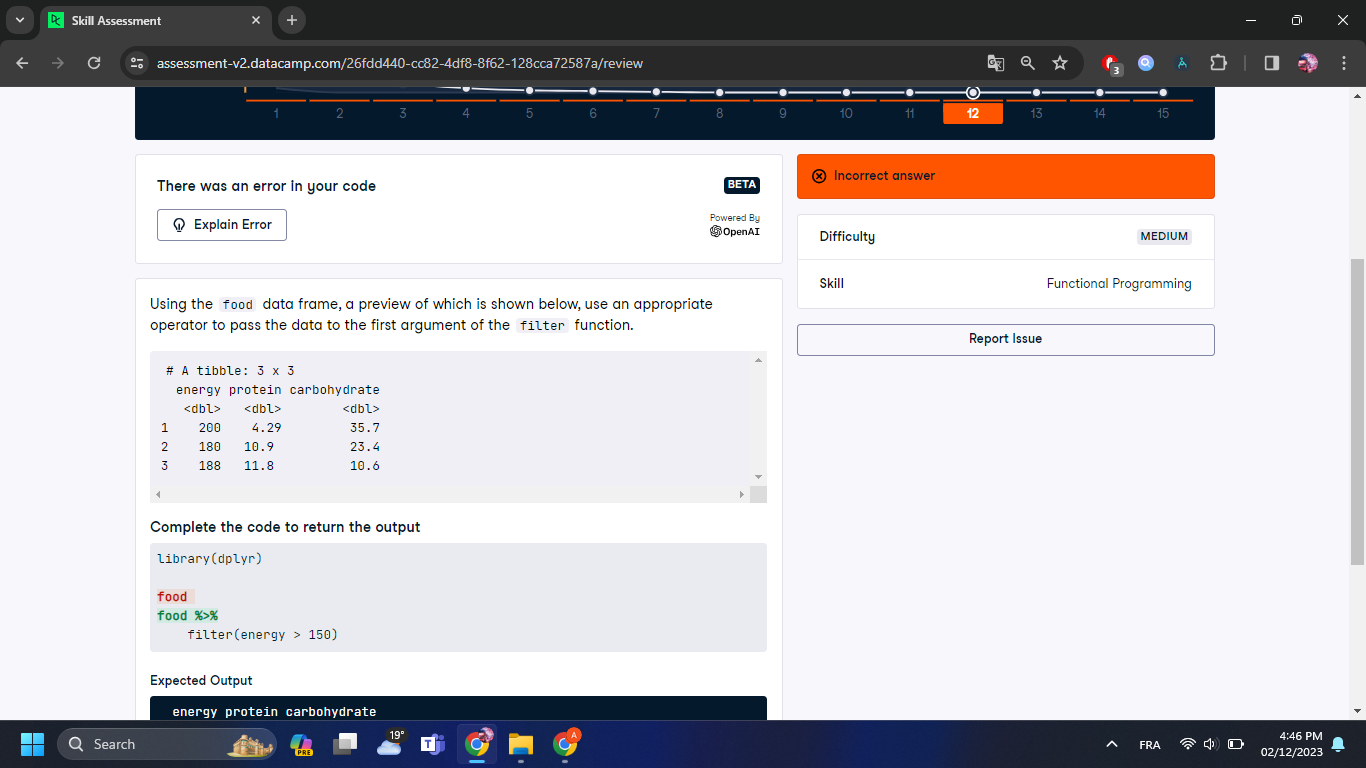 Skill Assessment
assessment-v2.datacamp.com/26fdd440-cc82-4df8-8f62-128cca72587a/review
3
1 2 3 4 5 6 7 8 9 10 11 12 13 14 15
There was an error in your code
BETA
Explain Error
Powered By
OpenAI
Incorrect answer
Difficulty
MEDIUM
Skill
Functional Programming
Report Issue
Using the food data frame, a preview of which is shown below, use an appropriate
operator to pass the data to the first argument of the filter function.
# A tibble: 3 x 3
energy protein carbohydrate
<dbl> <dbl> <dbl>
1 200 4.29 35.7
2 180 10.9 23.4
3 188 11.8 10.6
Complete the code to return the output
library(dplyr)
food
food %>%
filter(energy > 150)
Expected Output
energy protein carbohydrate
Search
PRE
19°
A
FRA
4:46 PM
02/12/2023